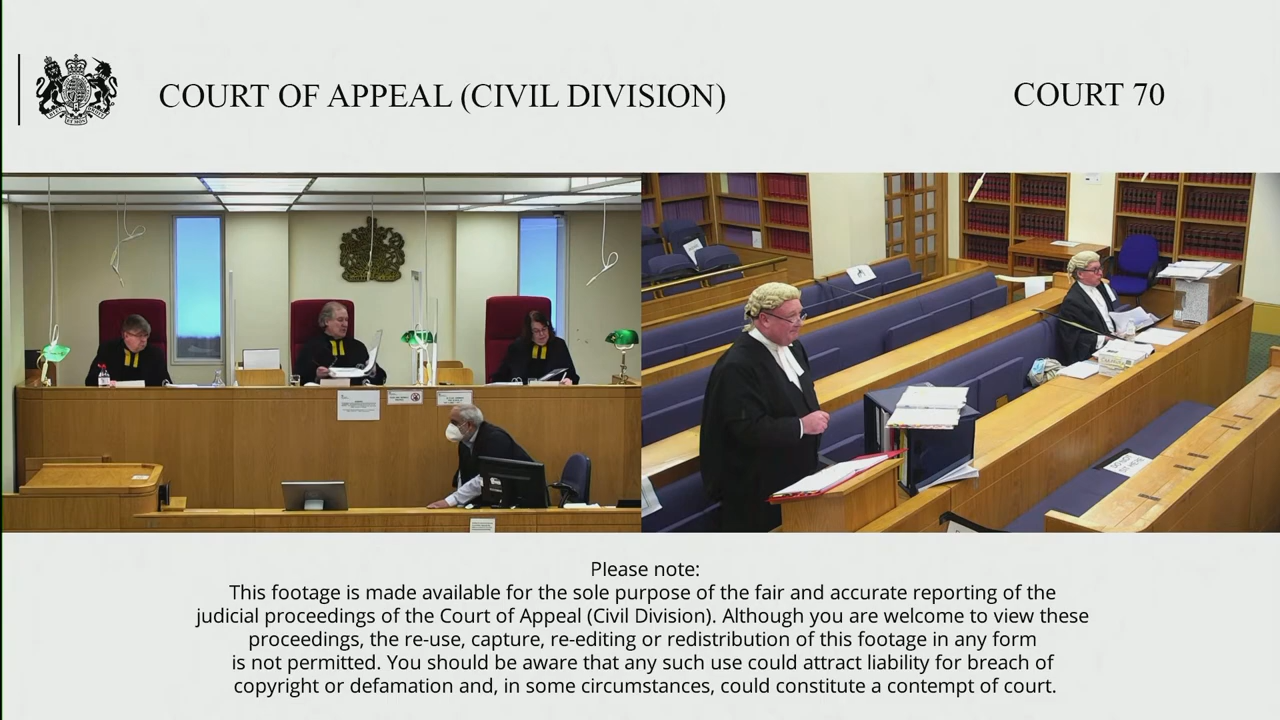 COURT OF APPEAL (CIVIL DIVISION)
COURT 70
Please note:
This footage is made available for the sole purpose of the fair and accurate reporting of the
judicial proceedings of the Court of Appeal (Civil Division). Although you are welcome to view these
proceedings, the re-use, capture, re-editing or redistribution of this footage in any form
is not permitted. You should be aware that any such use could attract liability for breach of
copyright or defamation and, in some circumstances, could constitute a contempt of court.